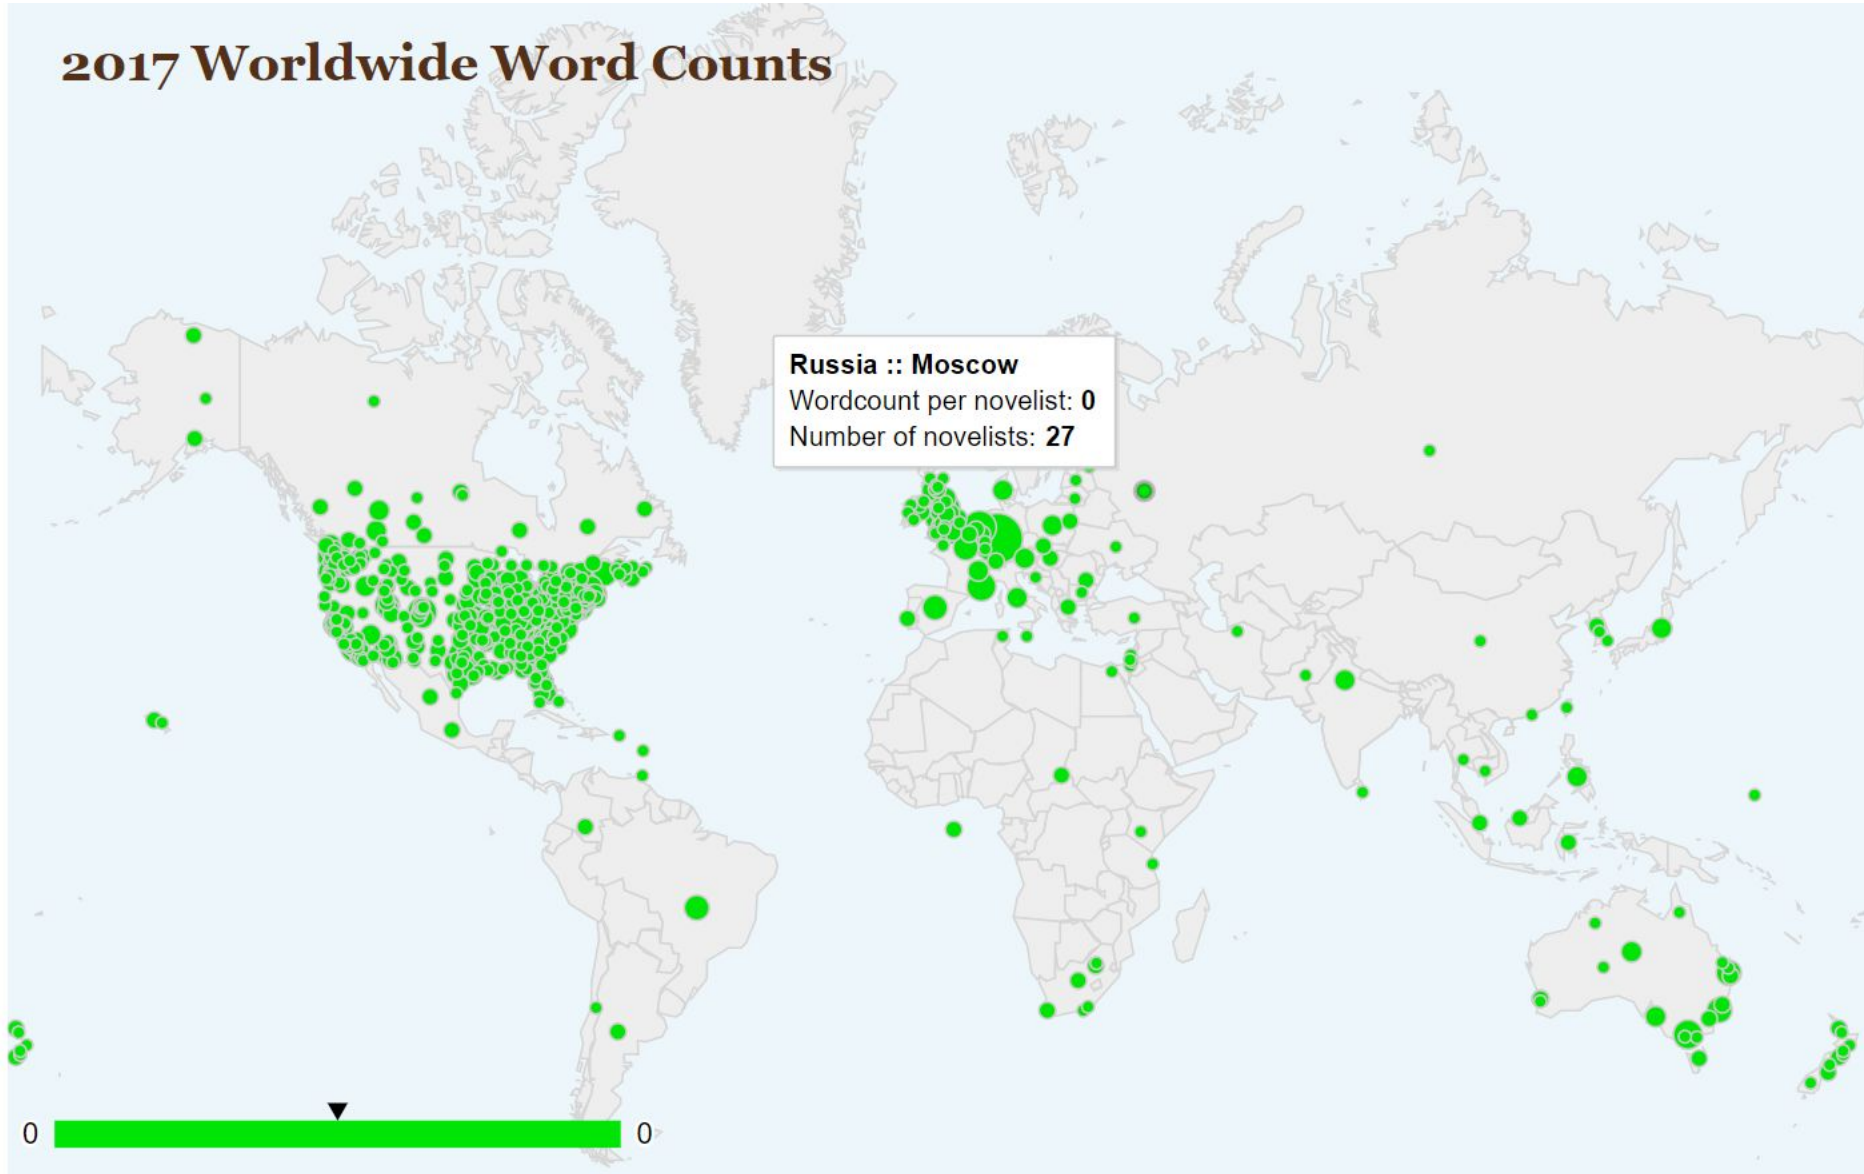 2017 Worldwide Word Counts
Russia :: Moscow
Wordcount per novelist: 0
Number of novelists: 27
0
0